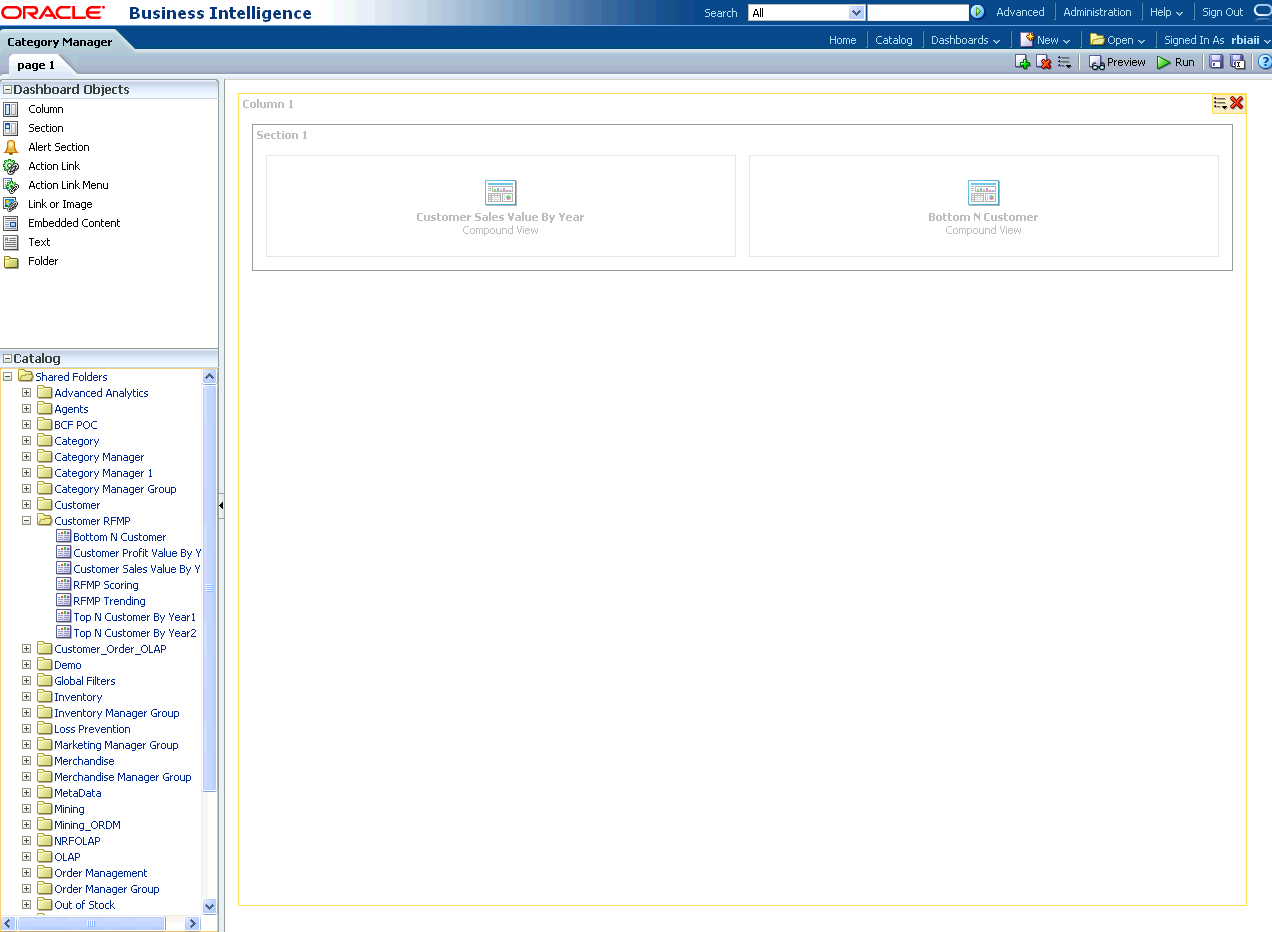 ORACLE Business Intelligence
Search All Advanced Administration Help Sign Out
Category Manager
Home Catalog Dashboards New Open Signed In As rbiaii
page 1
Preview Run
Dashboard Objects
Column
Section
Alert Section
Action Link
Action Link Menu
Link or Image
Embedded Content
Text
Folder
Catalog
Shared Folders
Advanced Analytics
Agents
BCF POC
Category
Category Manager
Category Manager 1
Category Manager Group
Customer
Customer RFMP
Bottom N Customer
Customer Profit Value By Y
Customer Sales Value By Y
RFMP Scoring
RFMP Trending
Top N Customer By Year1
Top N Customer By Year2
Customer_Order_OLAP
Demo
Global Filters
Inventory
Inventory Manager Group
Loss Prevention
Marketing Manager Group
Merchandise
Merchandise Manager Group
MetaData
Mining
Mining_ORDM
NRFOLAP
OLAP
Order Management
Order Manager Group
Out of Stock
Column 1
Section 1
Customer Sales Value By Year
Compound View
Bottom N Customer
Compound View